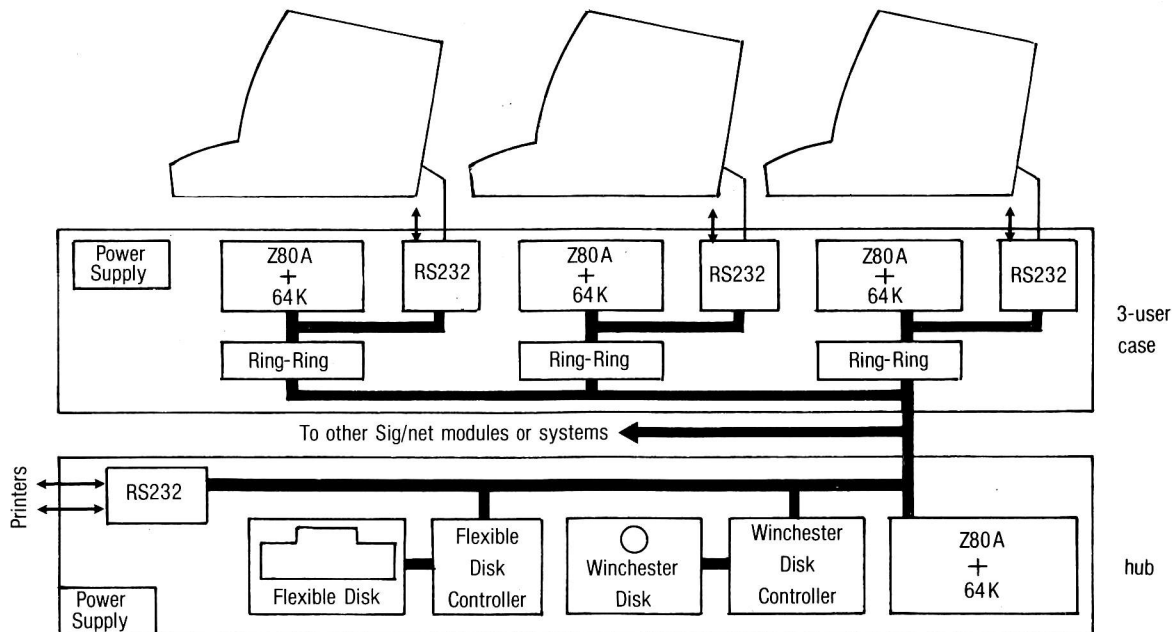 Power
Supply
Z80A
+
64K
RS232
Z80A
+
64K
RS232
Z80A
+
64K
RS232
3-user
case
Ring-Ring
Ring-Ring
Ring-Ring
To other Sig/net modules or systems
Printers
RS232
Flexible Disk
Flexible
Disk
Controller
Winchester
Disk
Winchester
Disk
Controller
Z80A
+
64K
hub
Power
Supply